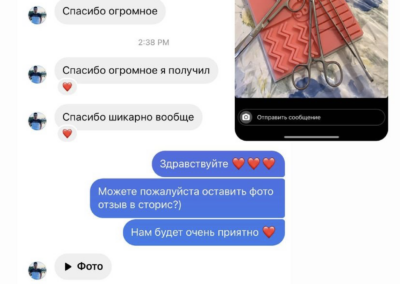 Спасибо огромное
2:38 PM
Спасибо огромное я получил
❤️
Спасибо шикарно вообще
❤️
Отправить сообщение
Здравствуйте ❤️❤️❤️
Можете пожалуйста оставить фото
отзыв в сторис?)
Нам будет очень приятно ❤️
▶ Фото